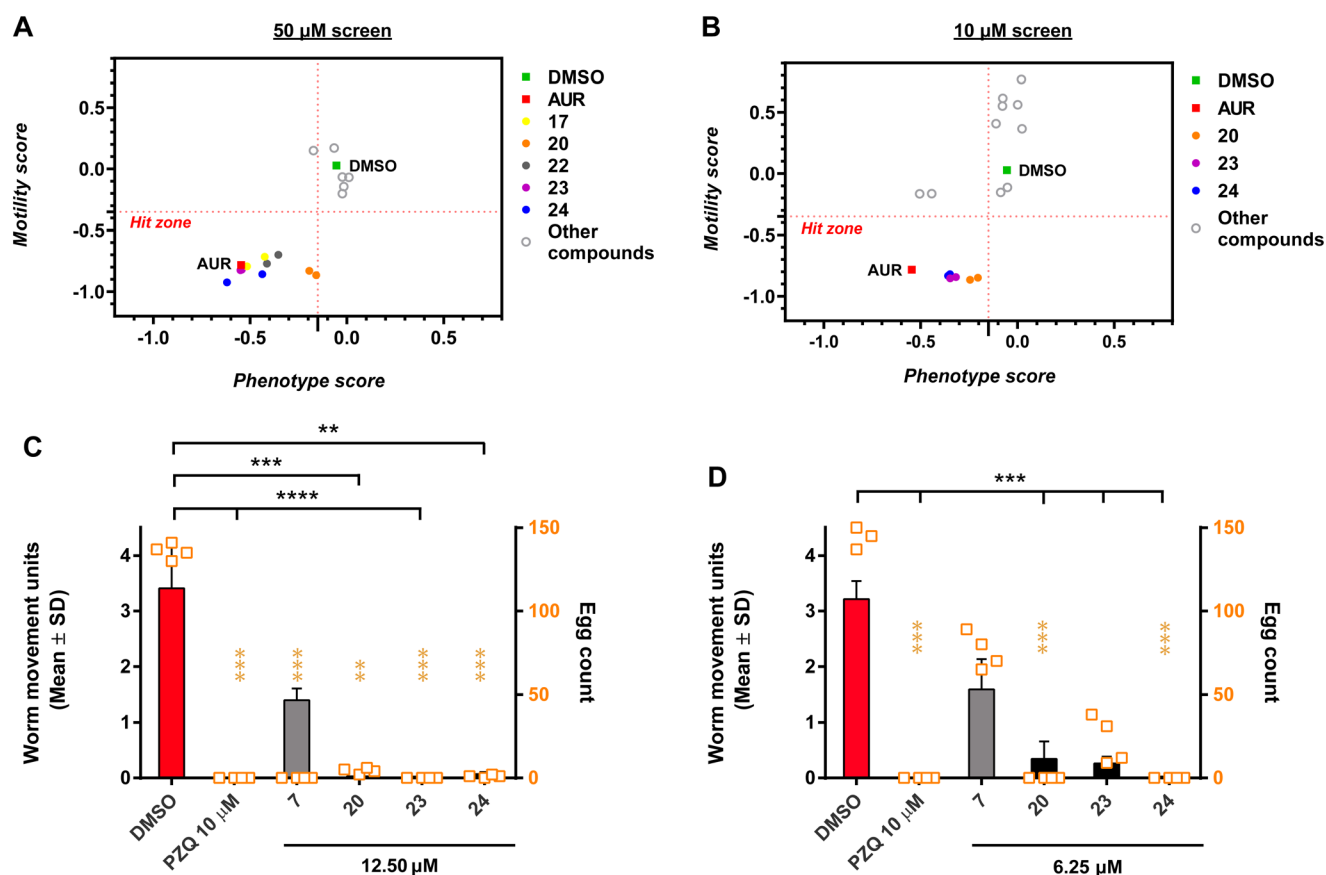 A
50 µM screen
0.5
0.0
-0.5
-1.0
Motility score
DMSO
Hit zone
AUR
-1.0 -0.5 0.0 0.5
Phenotype score
DMSO
AUR
17
20
22
23
24
Other
compounds
B
10 µM screen
0.5
0.0
-0.5
-1.0
Motility score
DMSO
Hit zone
AUR
-1.0 -0.5 0.0 0.5
Phenotype score
DMSO
AUR
20
23
24
Other
compounds
C
**
***
****
Worm movement units
(Mean ± SD)
4
3
2
1
0
*** *** ** *** ***
150
100
50
0
Egg count
DMSO
PZQ 10 µM
7
20
23
24
12.50 µM
D
***
Worm movement units
(Mean ± SD)
4
3
2
1
0
*** *** ***
150
100
50
0
Egg count
DMSO
PZQ 10 µM
7
20
23
24
6.25 µM